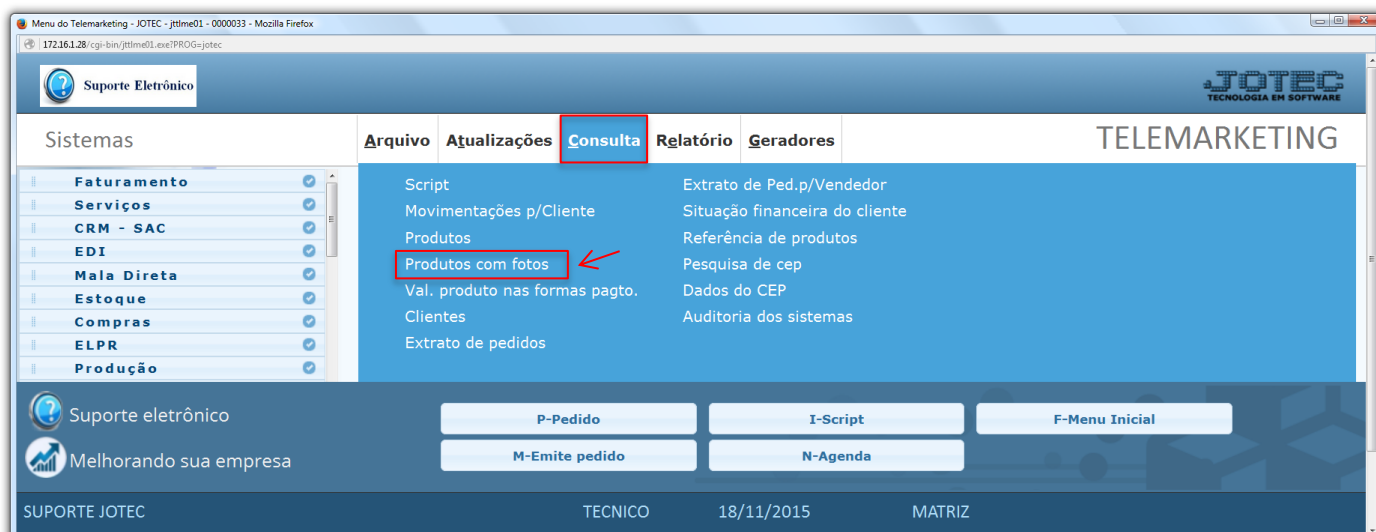 Menu do Telemarketing - JOTEC - jttlme01 - 0000033 - Mozilla Firefox
172.16.1.28/cgi-bin/jttlme01.exe?PROG=jotec
Suporte Eletrônico
JOTEC
TECNOLOGIA EM SOFTWARE
Sistemas
Arquivo Atualizações Consulta Relatório Geradores
TELEMARKETING
Faturamento
Serviços
CRM - SAC
EDI
Mala Direta
Estoque
Compras
ELPR
Produção
Script
Movimentações p/Cliente
Produtos
Produtos com fotos
Val. produto nas formas pagto.
Clientes
Extrato de pedidos
Extrato de Ped.p/Vendedor
Situação financeira do cliente
Referência de produtos
Pesquisa de cep
Dados do CEP
Auditoria dos sistemas
Suporte eletrônico
Melhorando sua empresa
P-Pedido I-Script F-Menu Inicial
M-Emite pedido N-Agenda
SUPORTE JOTEC TECNICO 18/11/2015 MATRIZ